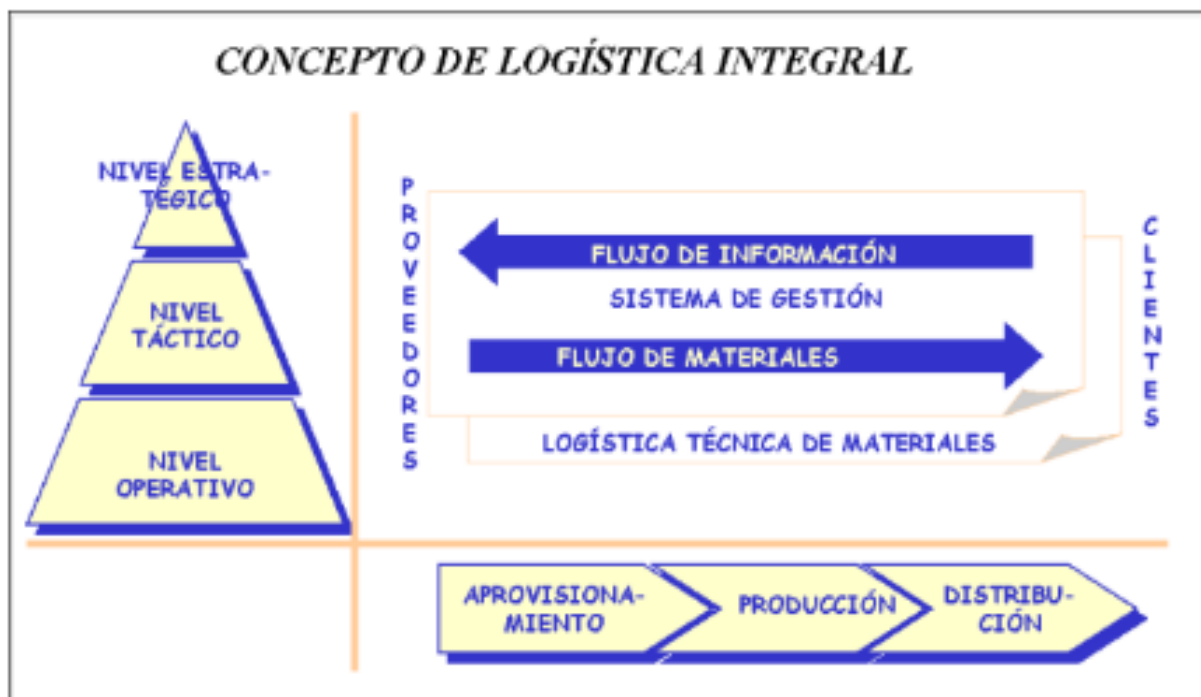 CONCEPTO DE LOGÍSTICA INTEGRAL
NIVEL ESTRA-
TÉGICO
NIVEL
TÁCTICO
NIVEL
OPERATIVO
PROVEEDORES
FLUJO DE INFORMACIÓN
SISTEMA DE GESTIÓN
FLUJO DE MATERIALES
LOGÍSTICA TÉCNICA DE MATERIALES
CLIENTES
APROVISIONA-
MIENTO
PRODUCCIÓN
DISTRIBU-
CIÓN